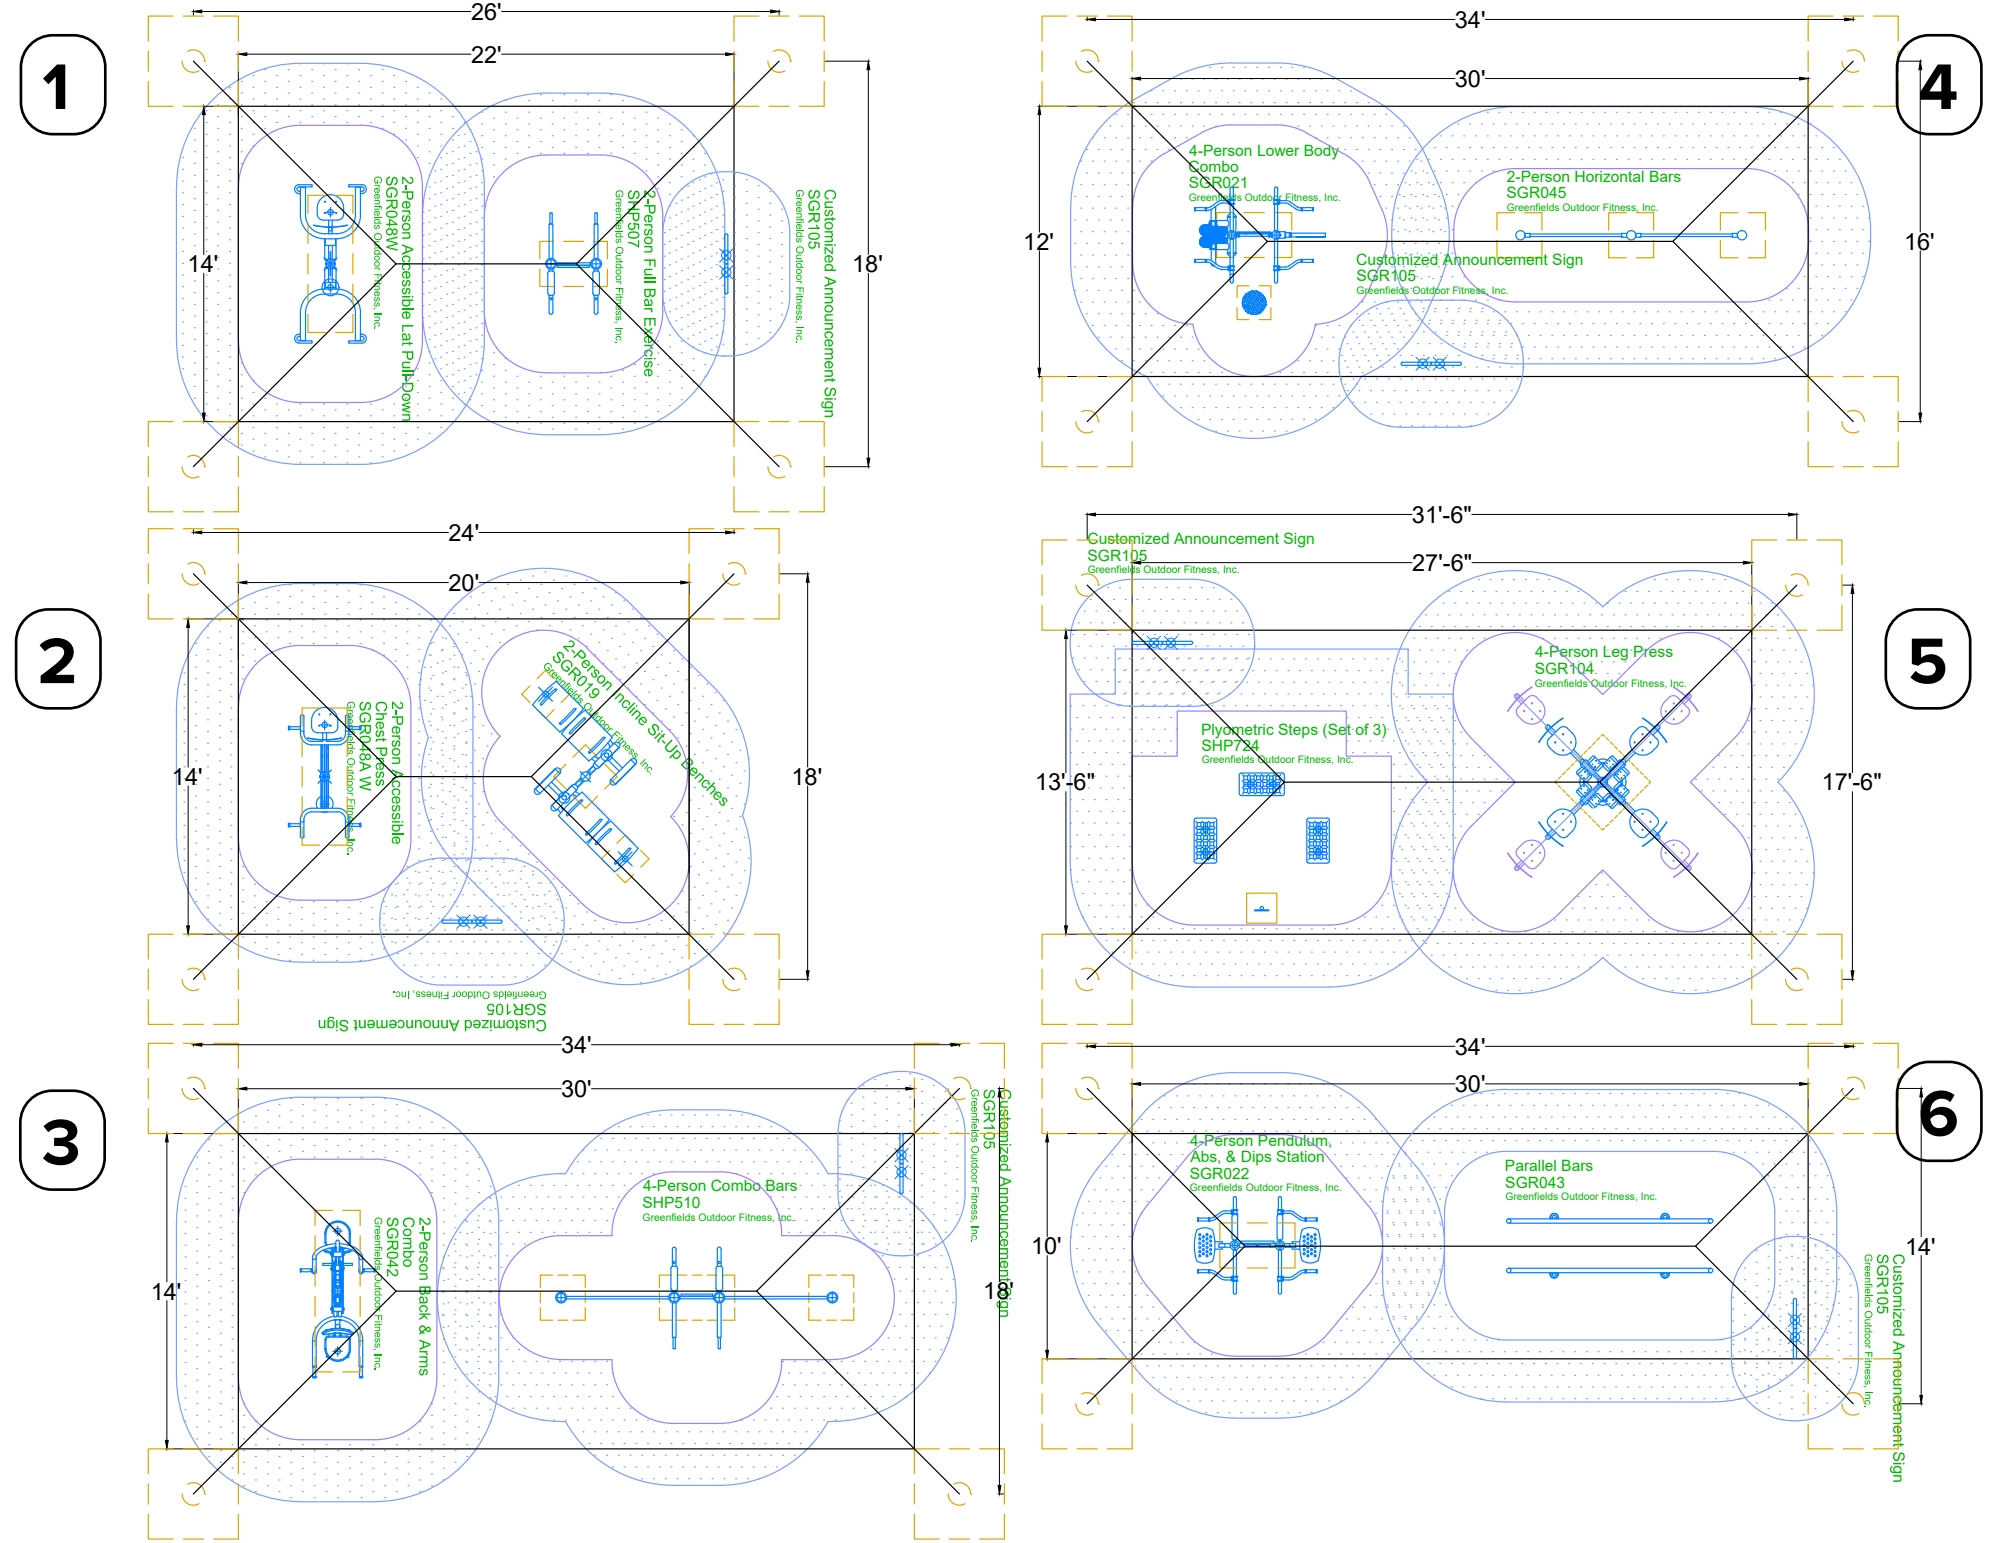 1
26'
22'
14'
18'
2-Person Accessible Lat Pull-Down
SGR048W
Greenfields Outdoor Fitness, Inc.
2-Person Full Bar Exercise
SHP507
Greenfields Outdoor Fitness, Inc.
Customized Announcement Sign
SGR105
Greenfields Outdoor Fitness, Inc.
2
24'
20'
14'
18'
2-Person Accessible
Chest Press
SGR048A W
Greenfields Outdoor Fitness, Inc.
2-Person Incline Sit-Up Benches
SGR019
Greenfields Outdoor Fitness, Inc.
Customized Announcement Sign
SGR105
Greenfields Outdoor Fitness, Inc.
3
34'
30'
14'
18'
2-Person Back & Arms
Combo
SGR042
Greenfields Outdoor Fitness, Inc.
4-Person Combo Bars
SHP510
Greenfields Outdoor Fitness, Inc.
Customized Announcement Sign
SGR105
Greenfields Outdoor Fitness, Inc.
4
34'
30'
12'
16'
4-Person Lower Body
Combo
SGR021
Greenfields Outdoor Fitness, Inc.
2-Person Horizontal Bars
SGR045
Greenfields Outdoor Fitness, Inc.
Customized Announcement Sign
SGR105
Greenfields Outdoor Fitness, Inc.
5
31'-6"
27'-6"
13'-6"
17'-6"
Customized Announcement Sign
SGR105
Greenfields Outdoor Fitness, Inc.
4-Person Leg Press
SGR104
Greenfields Outdoor Fitness, Inc.
Plyometric Steps (Set of 3)
SHP724
Greenfields Outdoor Fitness, Inc.
6
34'
30'
10'
14'
4-Person Pendulum,
Abs, & Dips Station
SGR022
Greenfields Outdoor Fitness, Inc.
Parallel Bars
SGR043
Greenfields Outdoor Fitness, Inc.
Customized Announcement Sign
SGR105
Greenfields Outdoor Fitness, Inc.